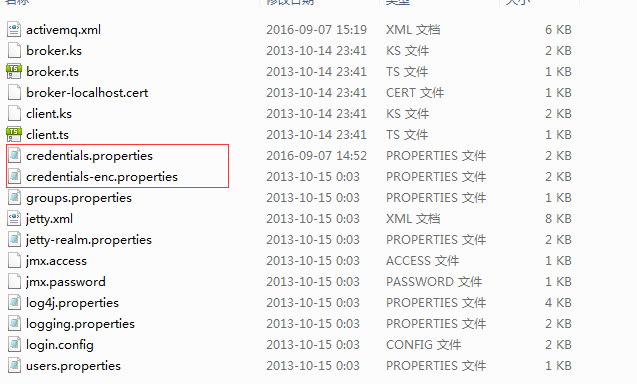 activemq.xml 2016-09-07 15:19 XML 文档 6 KB
broker.ks 2013-10-14 23:41 KS 文件 2 KB
broker.ts 2013-10-14 23:41 TS 文件 1 KB
broker-localhost.cert 2013-10-14 23:41 CERT 文件 1 KB
client.ks 2013-10-14 23:41 KS 文件 2 KB
client.ts 2013-10-14 23:41 TS 文件 1 KB
credentials.properties 2016-09-07 14:52 PROPERTIES 文件 2 KB
credentials-enc.properties 2013-10-15 0:03 PROPERTIES 文件 2 KB
groups.properties 2013-10-15 0:03 PROPERTIES 文件 1 KB
jetty.xml 2013-10-15 0:03 XML 文档 8 KB
jetty-realm.properties 2013-10-15 0:03 PROPERTIES 文件 2 KB
jmx.access 2013-10-15 0:03 ACCESS 文件 1 KB
jmx.password 2013-10-15 0:03 PASSWORD 文件 1 KB
log4j.properties 2013-10-15 0:03 PROPERTIES 文件 4 KB
logging.properties 2013-10-15 0:03 PROPERTIES 文件 2 KB
login.config 2013-10-15 0:03 CONFIG 文件 2 KB
users.properties 2013-10-15 0:03 PROPERTIES 文件 1 KB